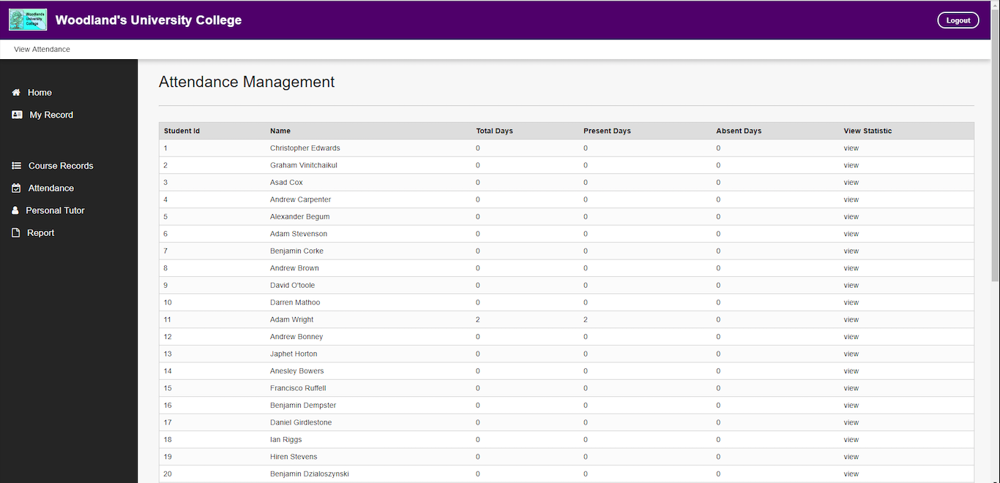 Woodlands
University
College
Woodland's University College
Logout
View Attendance
Home
My Record
Course Records
Attendance
Personal Tutor
Report
Attendance Management
Student Id Name Total Days Present Days Absent Days View Statistic
1 Christopher Edwards 0 0 0 view
2 Graham Vinitchaikul 0 0 0 view
3 Asad Cox 0 0 0 view
4 Andrew Carpenter 0 0 0 view
5 Alexander Begum 0 0 0 view
6 Adam Stevenson 0 0 0 view
7 Benjamin Corke 0 0 0 view
8 Andrew Brown 0 0 0 view
9 David O'toole 0 0 0 view
10 Darren Mathoo 0 0 0 view
11 Adam Wright 2 2 0 view
12 Andrew Bonney 0 0 0 view
13 Japhet Horton 0 0 0 view
14 Anesley Bowers 0 0 0 view
15 Francisco Ruffell 0 0 0 view
16 Benjamin Dempster 0 0 0 view
17 Daniel Girdlestone 0 0 0 view
18 Ian Riggs 0 0 0 view
19 Hiren Stevens 0 0 0 view
20 Benjamin Dzialoszynski 0 0 0 view